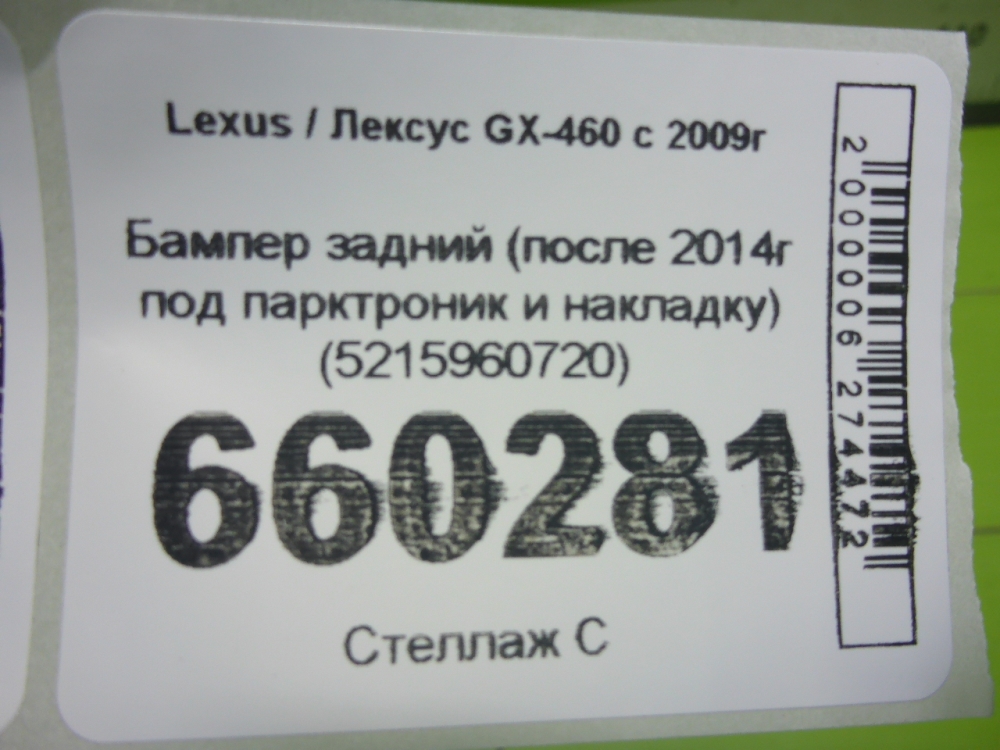 Lexus / Лексус GX-460 с 2009г
Бампер задний (после 2014г
под парктроник и накладку)
(5215960720)
660281
Стеллаж С
2000006274472